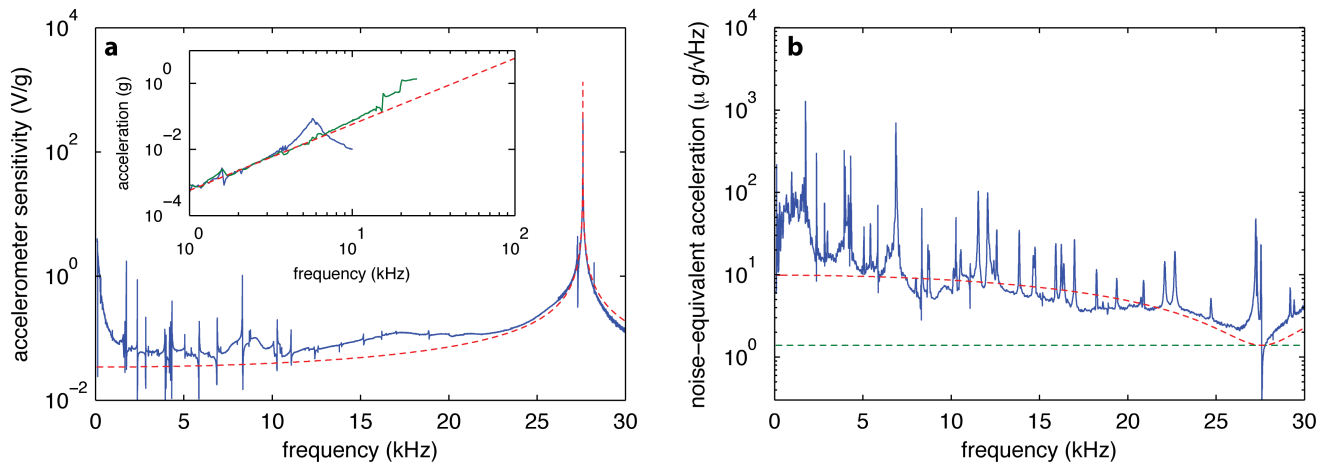 a
accelerometer sensitivity (V/g)
10^4
10^2
10^0
10^-2
0 5 10 15 20 25 30
frequency (kHz)
acceleration (g)
10^0
10^-2
10^-4
10^0 10^1 10^2
frequency (kHz)
b
noise-equivalent acceleration (μ g/√Hz)
10^4
10^3
10^2
10^1
10^0
0 5 10 15 20 25 30
frequency (kHz)